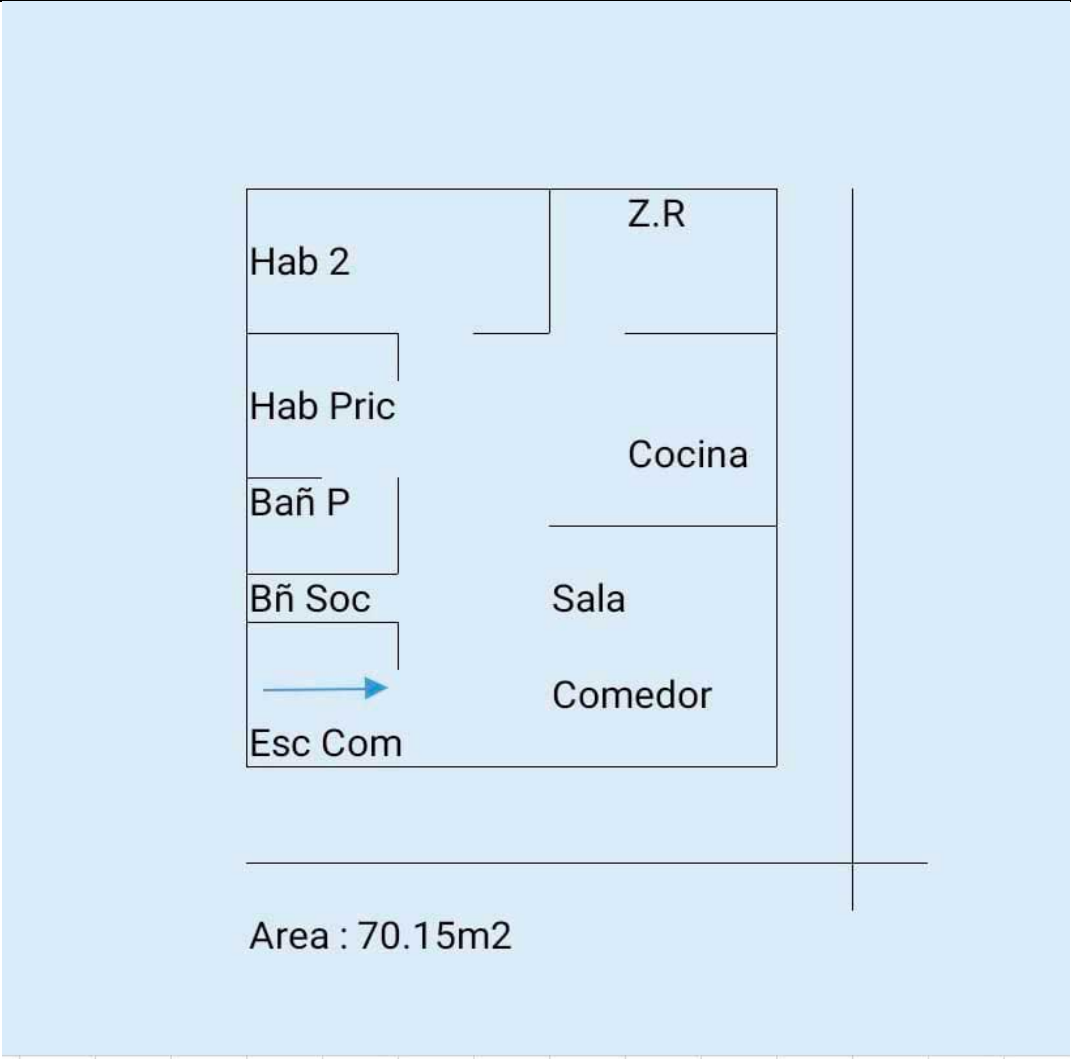 Z.R
Hab 2
Hab Pric
Cocina
Bañ P
Bñ Soc
Sala
Comedor
Esc Com
Area : 70.15m2